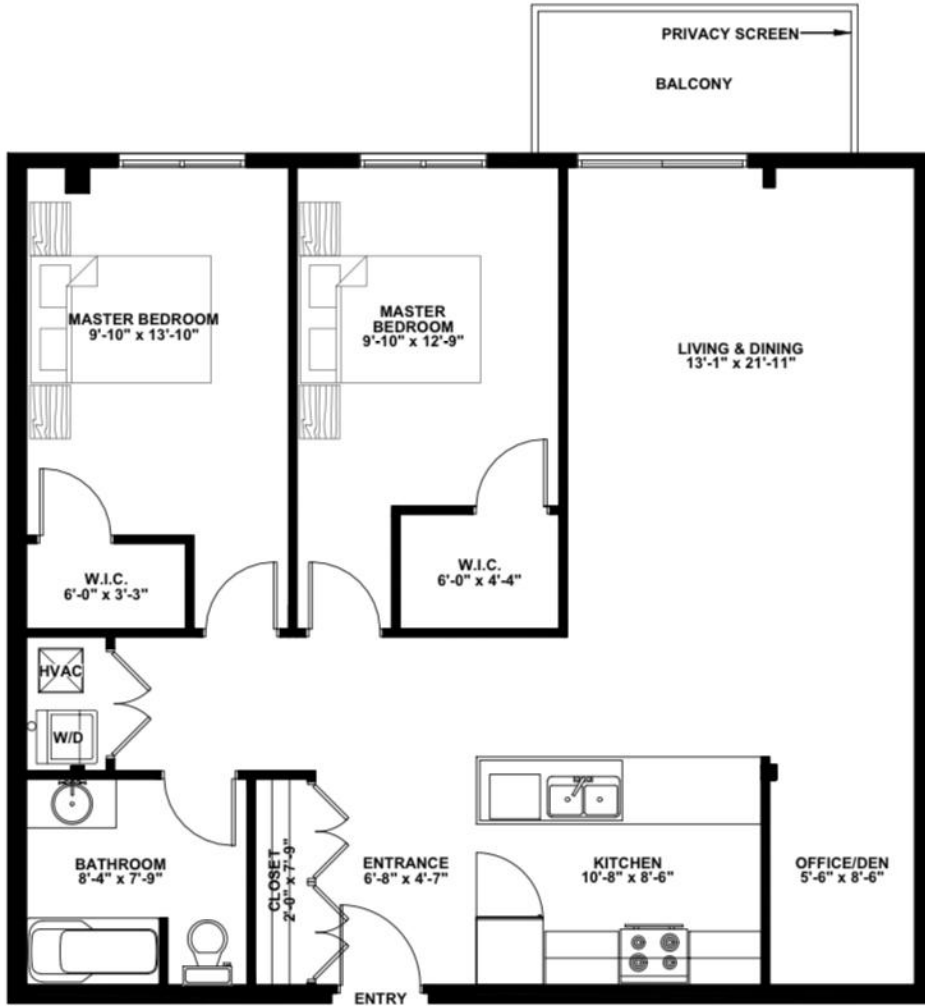 PRIVACY SCREEN
BALCONY
MASTER BEDROOM
9'-10" x 13'-10"
MASTER
BEDROOM
9'-10" x 12'-9"
LIVING & DINING
13'-1" x 21'-11"
W.I.C.
6'-0" x 3'-3"
W.I.C.
6'-0" x 4'-4"
HVAC
W/D
BATHROOM
8'-4" x 7'-9"
CLOSET
2'-0" x 7'-9"
ENTRANCE
6'-8" x 4'-7"
KITCHEN
10'-8" x 8'-6"
OFFICE/DEN
5'-6" x 8'-6"
ENTRY